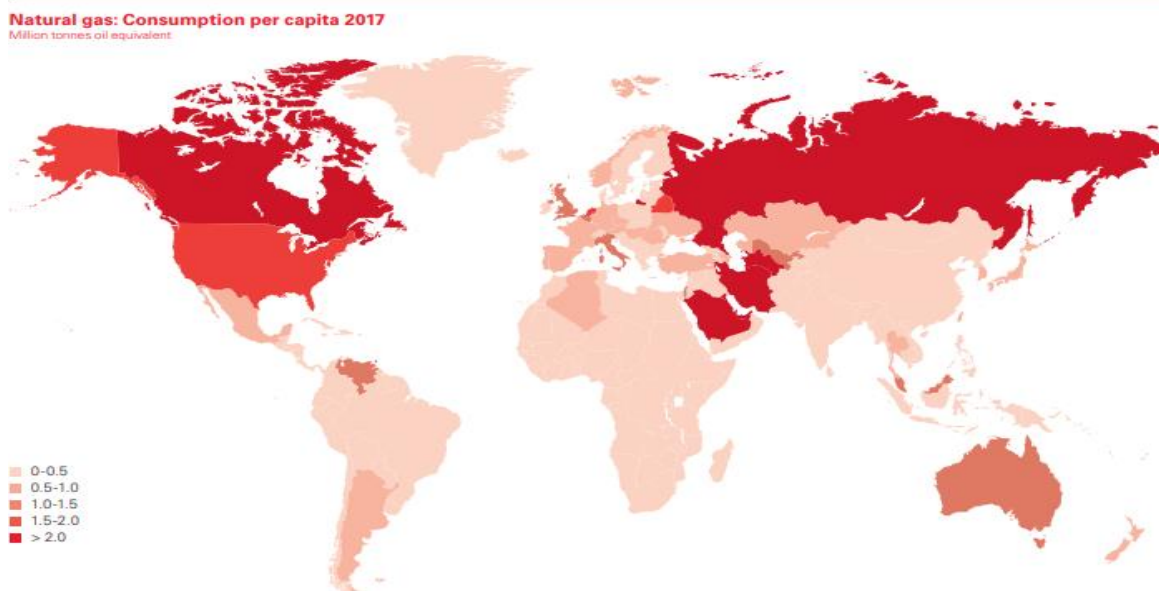 Natural gas: Consumption per capita 2017
Million tonnes oil equivalent
0-0.5
0.5-1.0
1.0-1.5
1.5-2.0
> 2.0